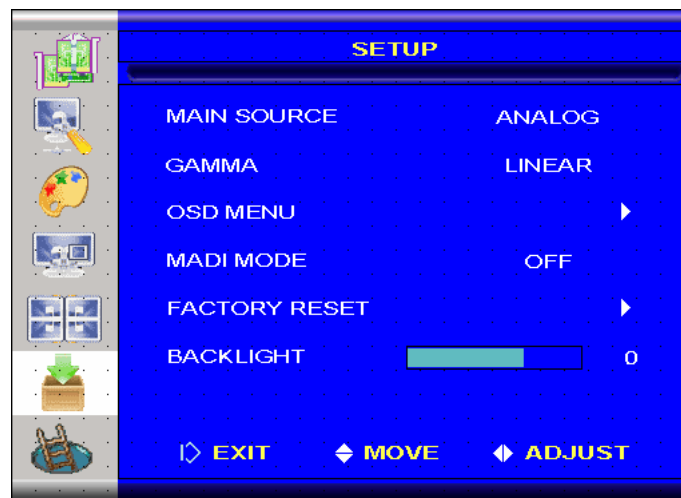 SETUP
MAIN SOURCE ANALOG
GAMMA LINEAR
OSD MENU
MADI MODE OFF
FACTORY RESET
BACKLIGHT 0
EXIT MOVE ADJUST